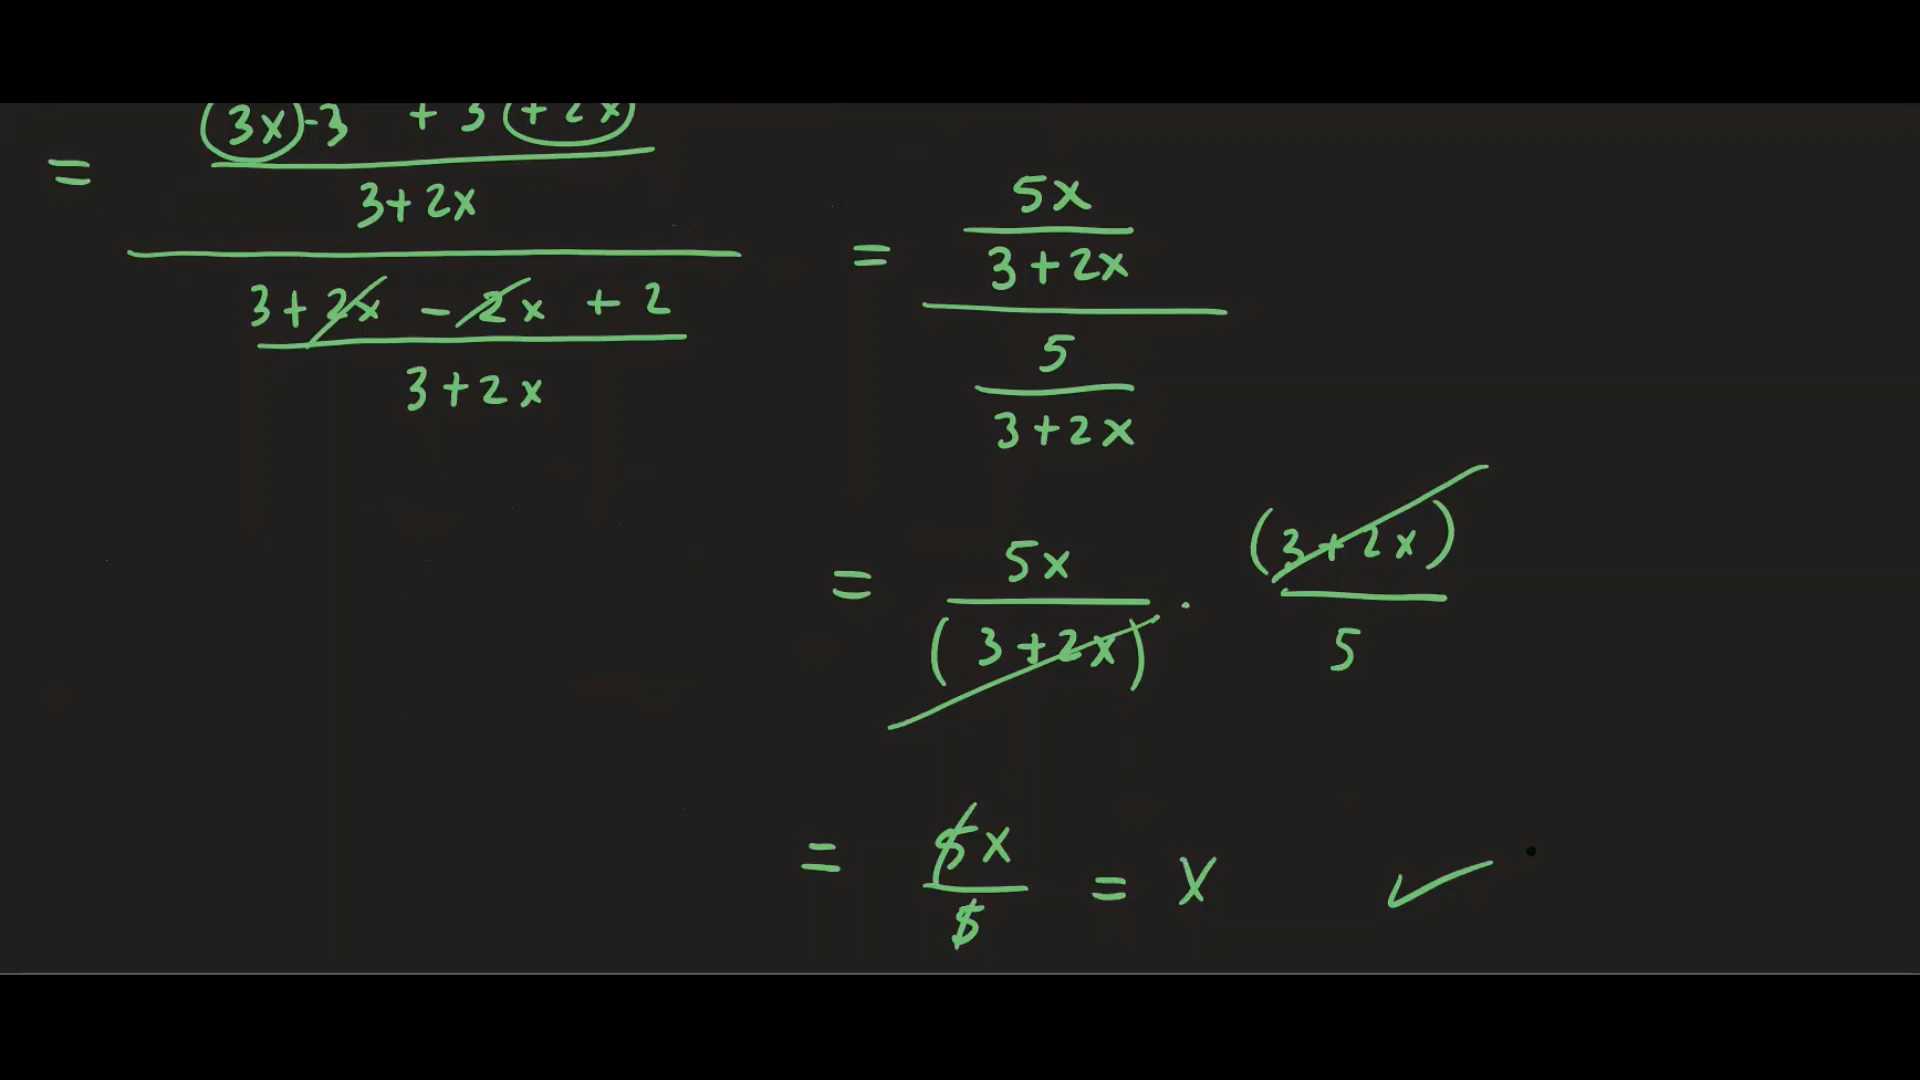 = (3x)-3 + 3 (+ 2x)
3+2x
3 + 2x - 2x + 2
3+2x
= 5x
3+2x
5
3+2x
= 5x / (3+2x) · (3+2x) / 5
= 5x / 5 = x ✓